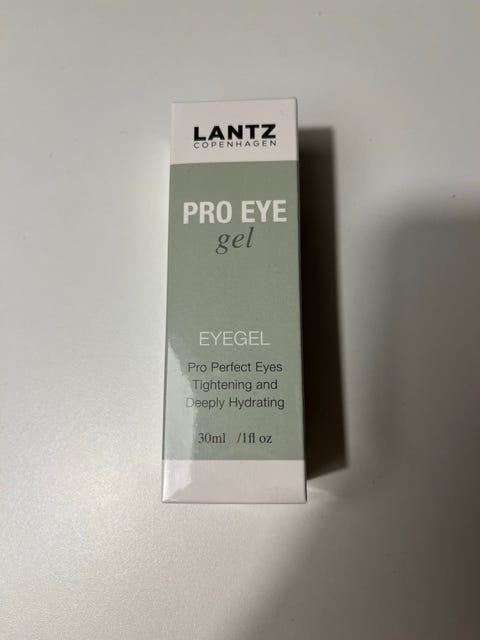 LANTZ
COPENHAGEN
PRO EYE
gel
EYEGEL
Pro Perfect Eyes
Tightening and
Deeply Hydrating
30ml /1fl oz